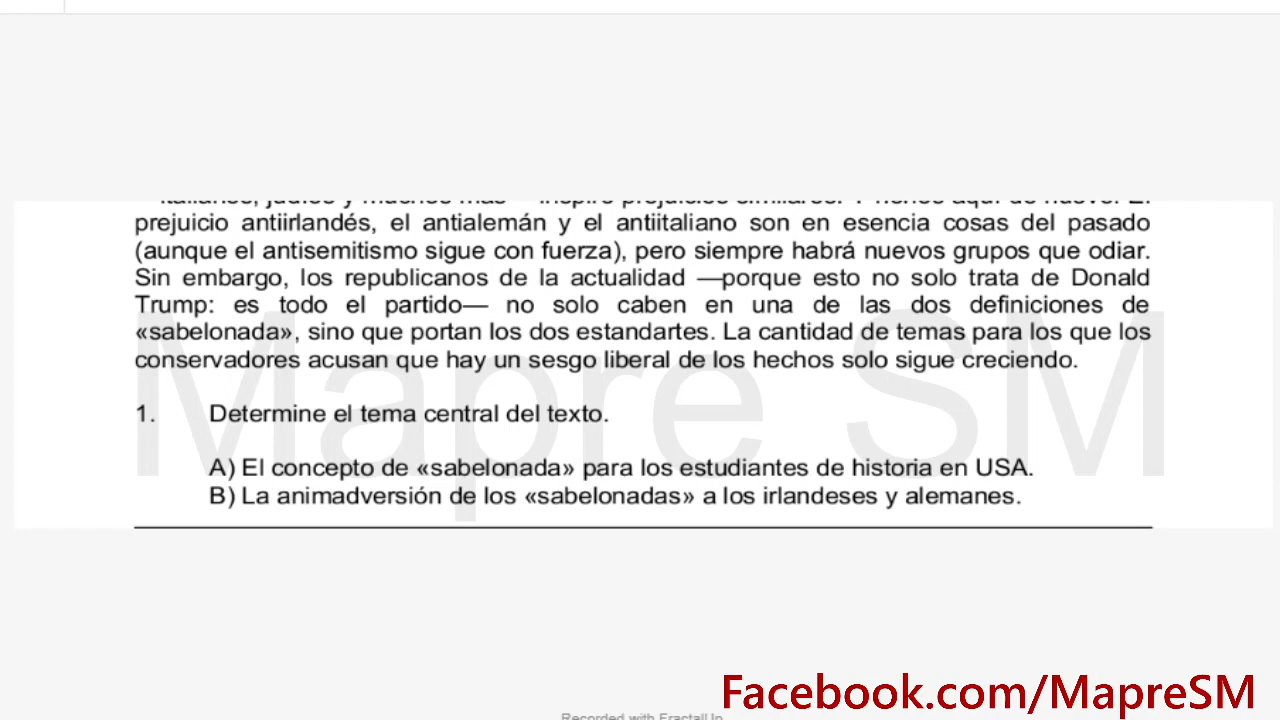 prejuicio antiirlandés, el antialemán y el antiitaliano son en esencia cosas del pasado
(aunque el antisemitismo sigue con fuerza), pero siempre habrá nuevos grupos que odiar.
Sin embargo, los republicanos de la actualidad —porque esto no solo trata de Donald
Trump: es todo el partido— no solo caben en una de las dos definiciones de
«sabelonada», sino que portan los dos estandartes. La cantidad de temas para los que los
conservadores acusan que hay un sesgo liberal de los hechos solo sigue creciendo.
Mapre SM
1. Determine el tema central del texto.
A) El concepto de «sabelonada» para los estudiantes de historia en USA.
B) La animadversión de los «sabelonadas» a los irlandeses y alemanes.
Facebook.com/MapreSM